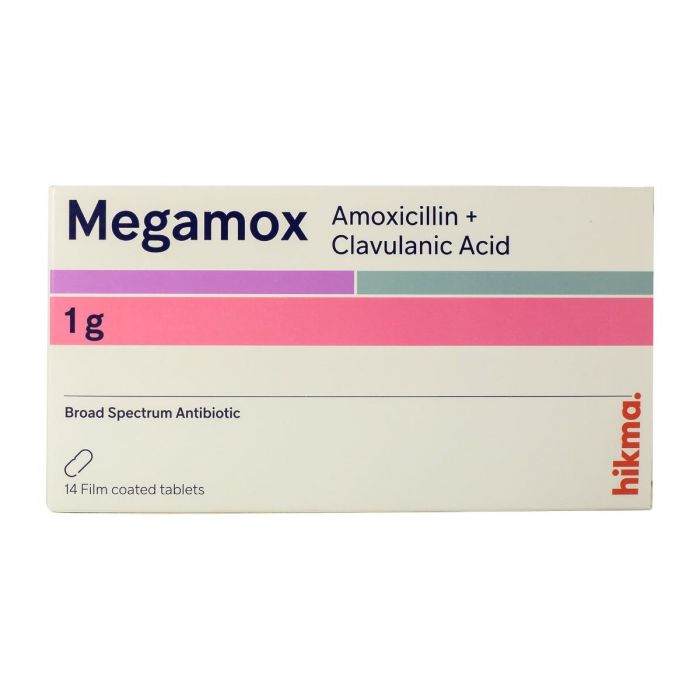 Megamox
Amoxicillin +
Clavulanic Acid
1 g
Broad Spectrum Antibiotic
14 Film coated tablets
hikma.